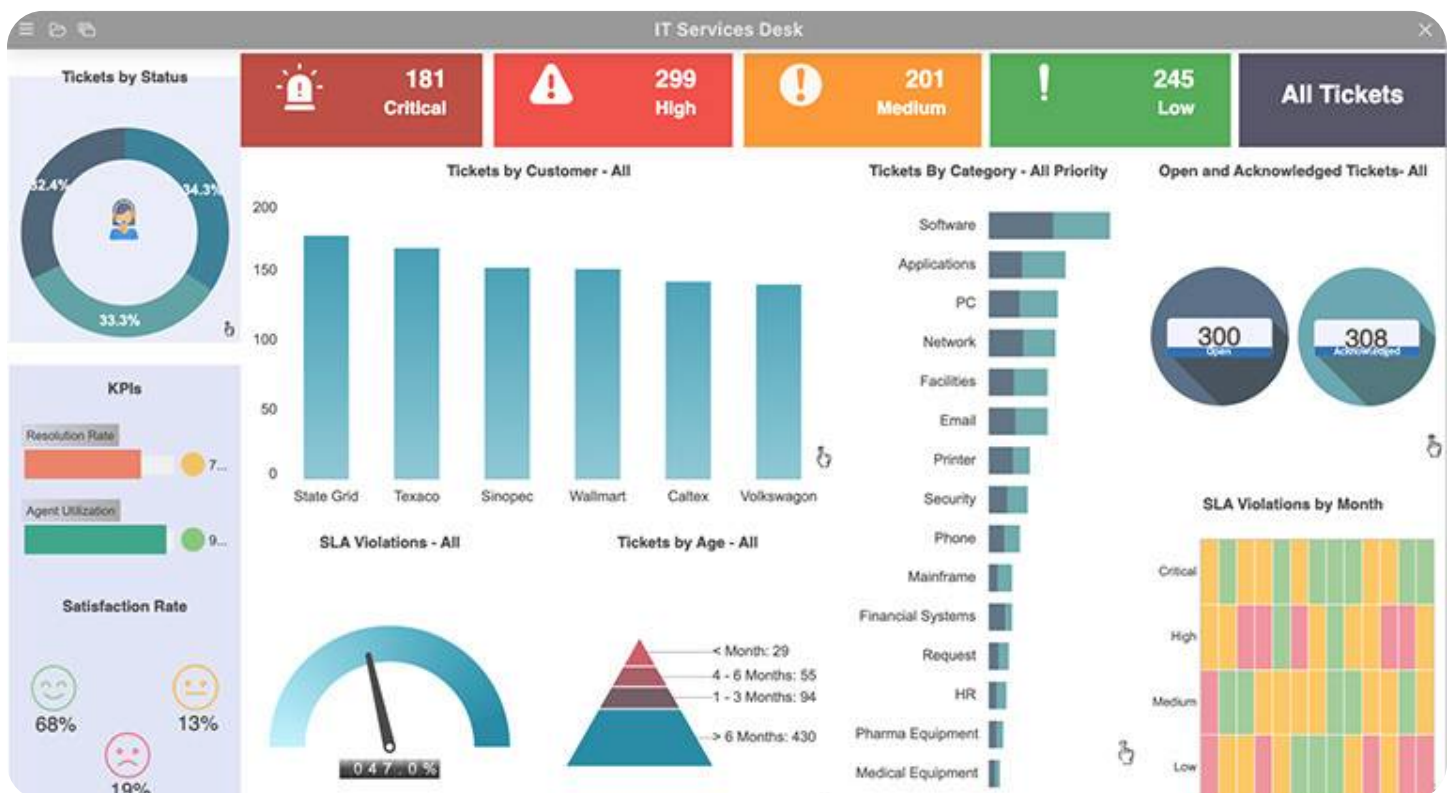 IT Services Desk
Tickets by Status
32.4%
34.3%
33.3%
181
Critical
299
High
201
Medium
245
Low
All Tickets
KPIs
Resolution Rate
7...
Agent Utilization
9...
Satisfaction Rate
68%
13%
19%
Tickets by Customer - All
200
150
100
50
0
State Grid Texaco Sinopec Wallmart Caltex Volkswagon
SLA Violations - All
047.0%
Tickets by Age - All
< Month: 29
4 - 6 Months: 55
1 - 3 Months: 94
> 6 Months: 430
Tickets By Category - All Priority
Software
Applications
PC
Network
Facilities
Email
Printer
Security
Phone
Mainframe
Financial Systems
Request
HR
Pharma Equipment
Medical Equipment
Open and Acknowledged Tickets- All
300
Open
308
Acknowledged
SLA Violations by Month
Critical
High
Medium
Low